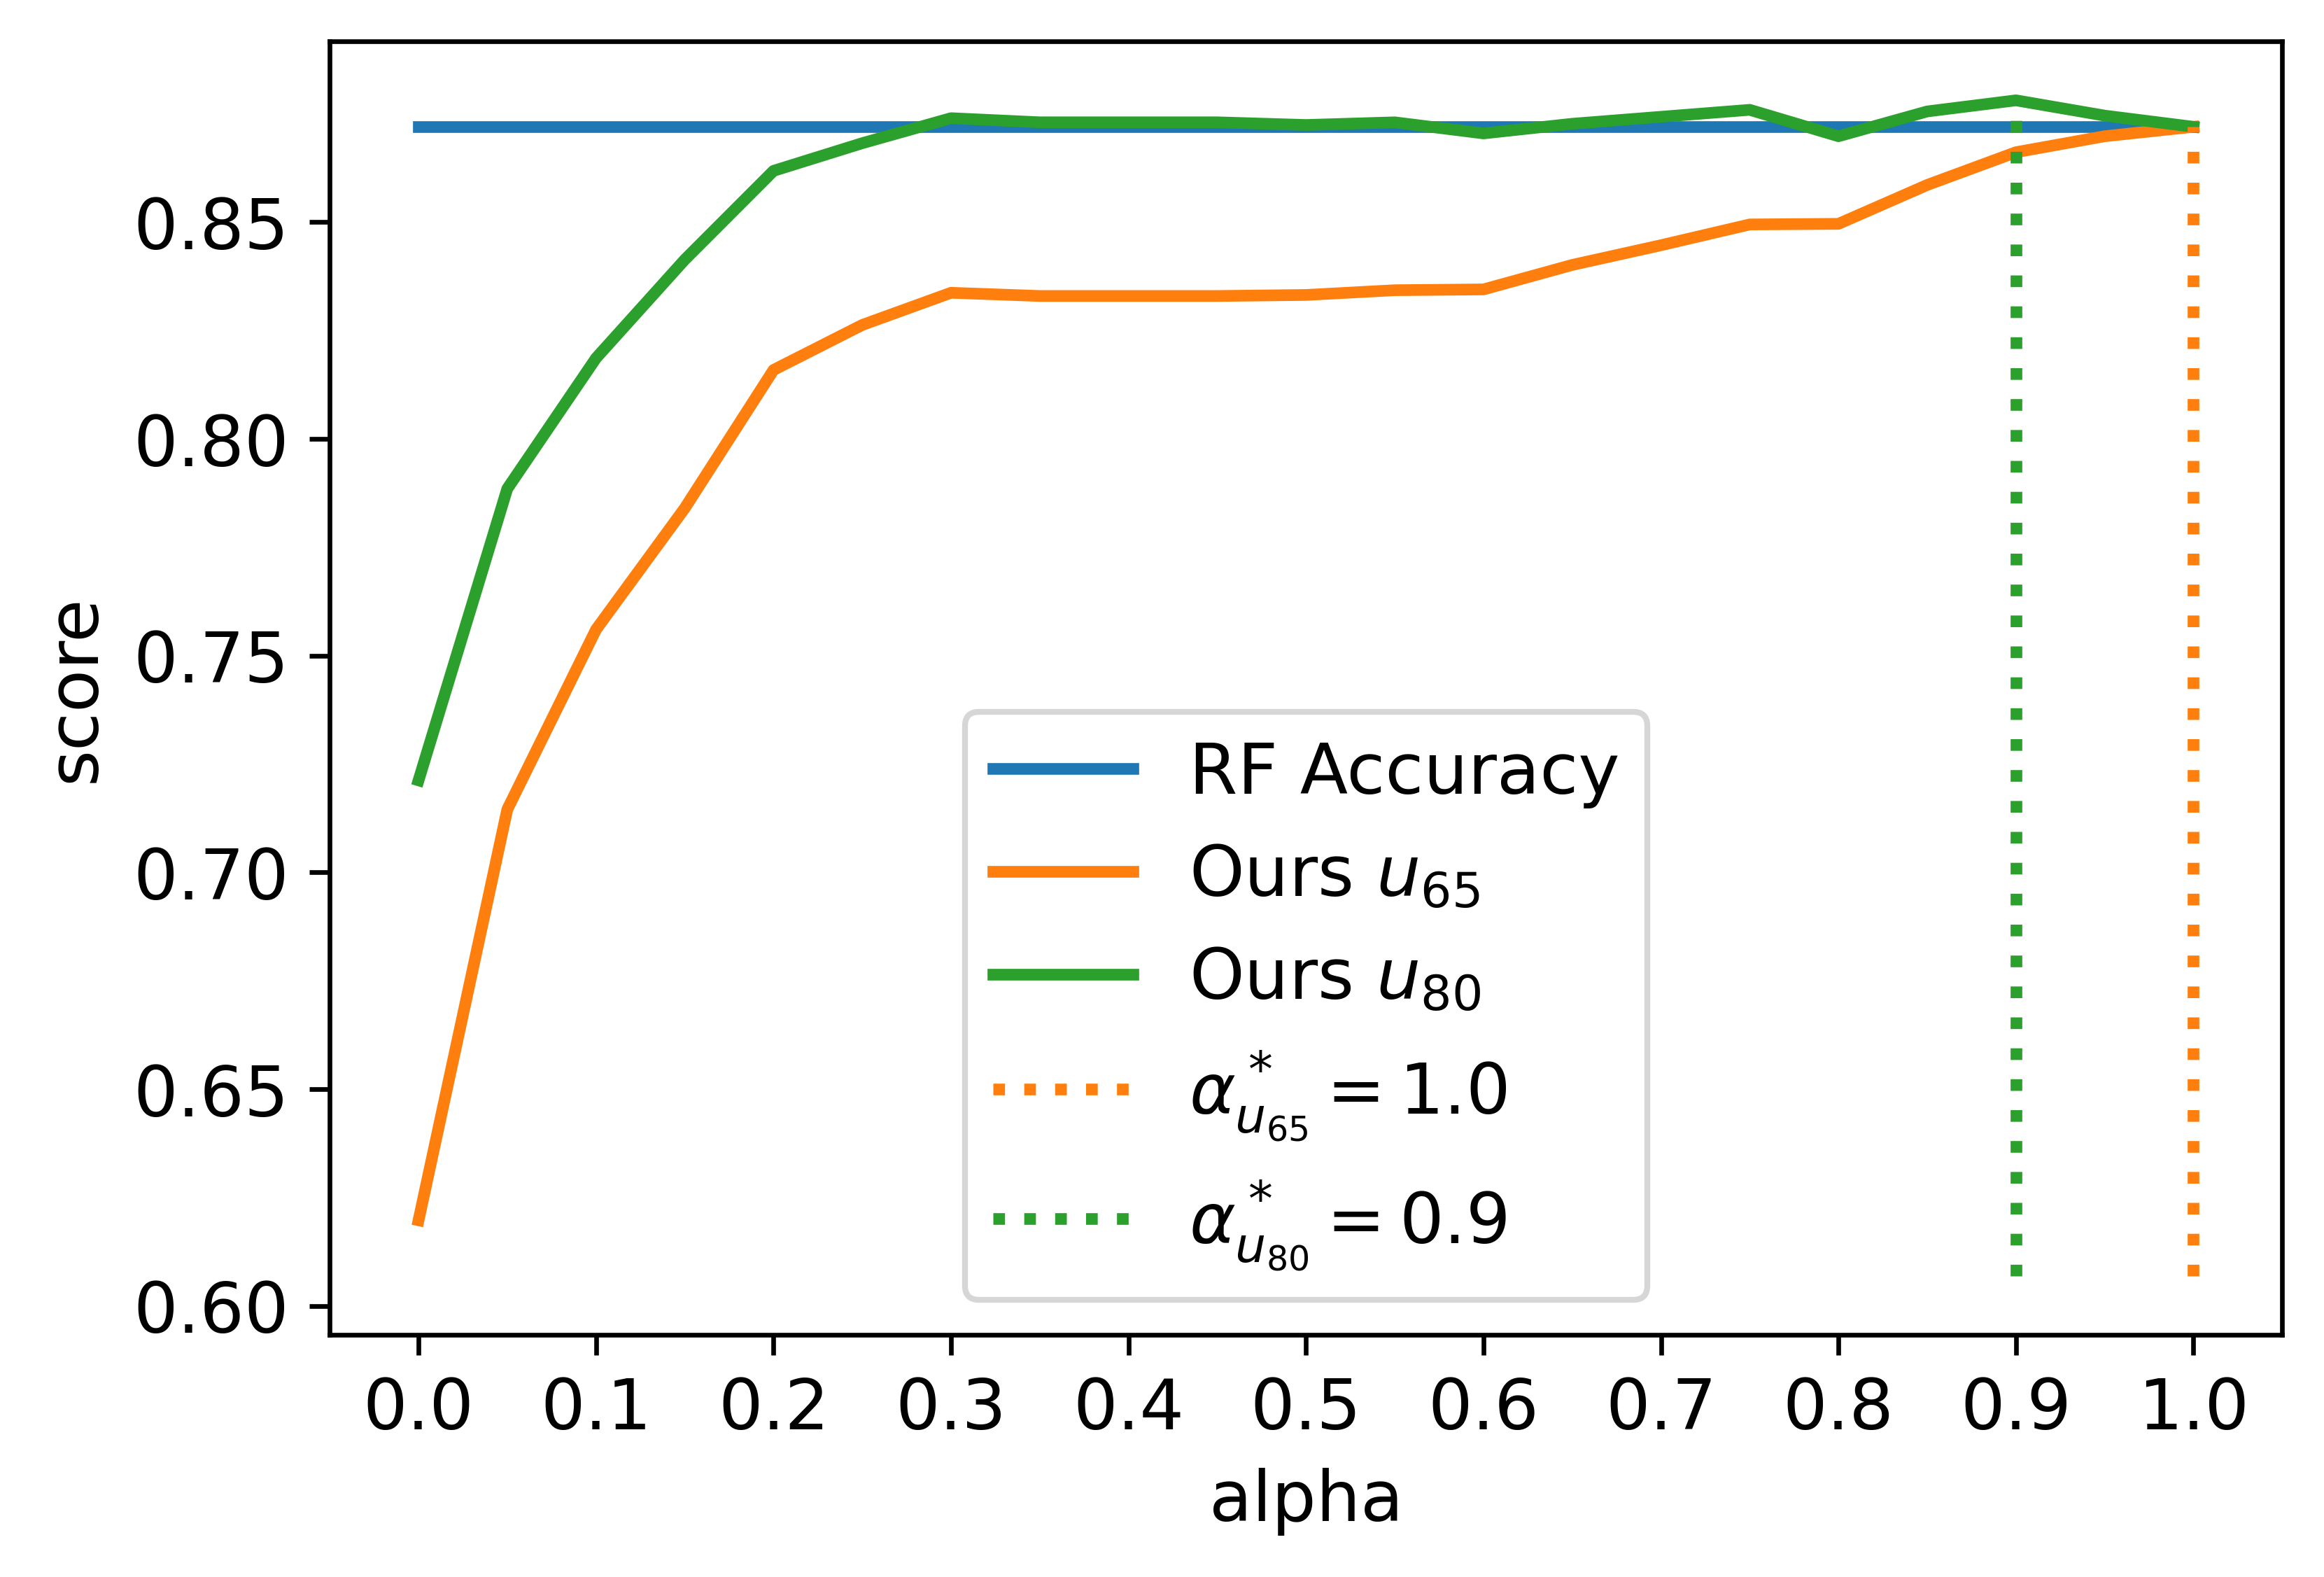 0.85
0.80
0.75
0.70
0.65
0.60
score
RF Accuracy
Ours u₆₅
Ours u₈₀
α*_{u₆₅} = 1.0
α*_{u₈₀} = 0.9
0.0 0.1 0.2 0.3 0.4 0.5 0.6 0.7 0.8 0.9 1.0
alpha